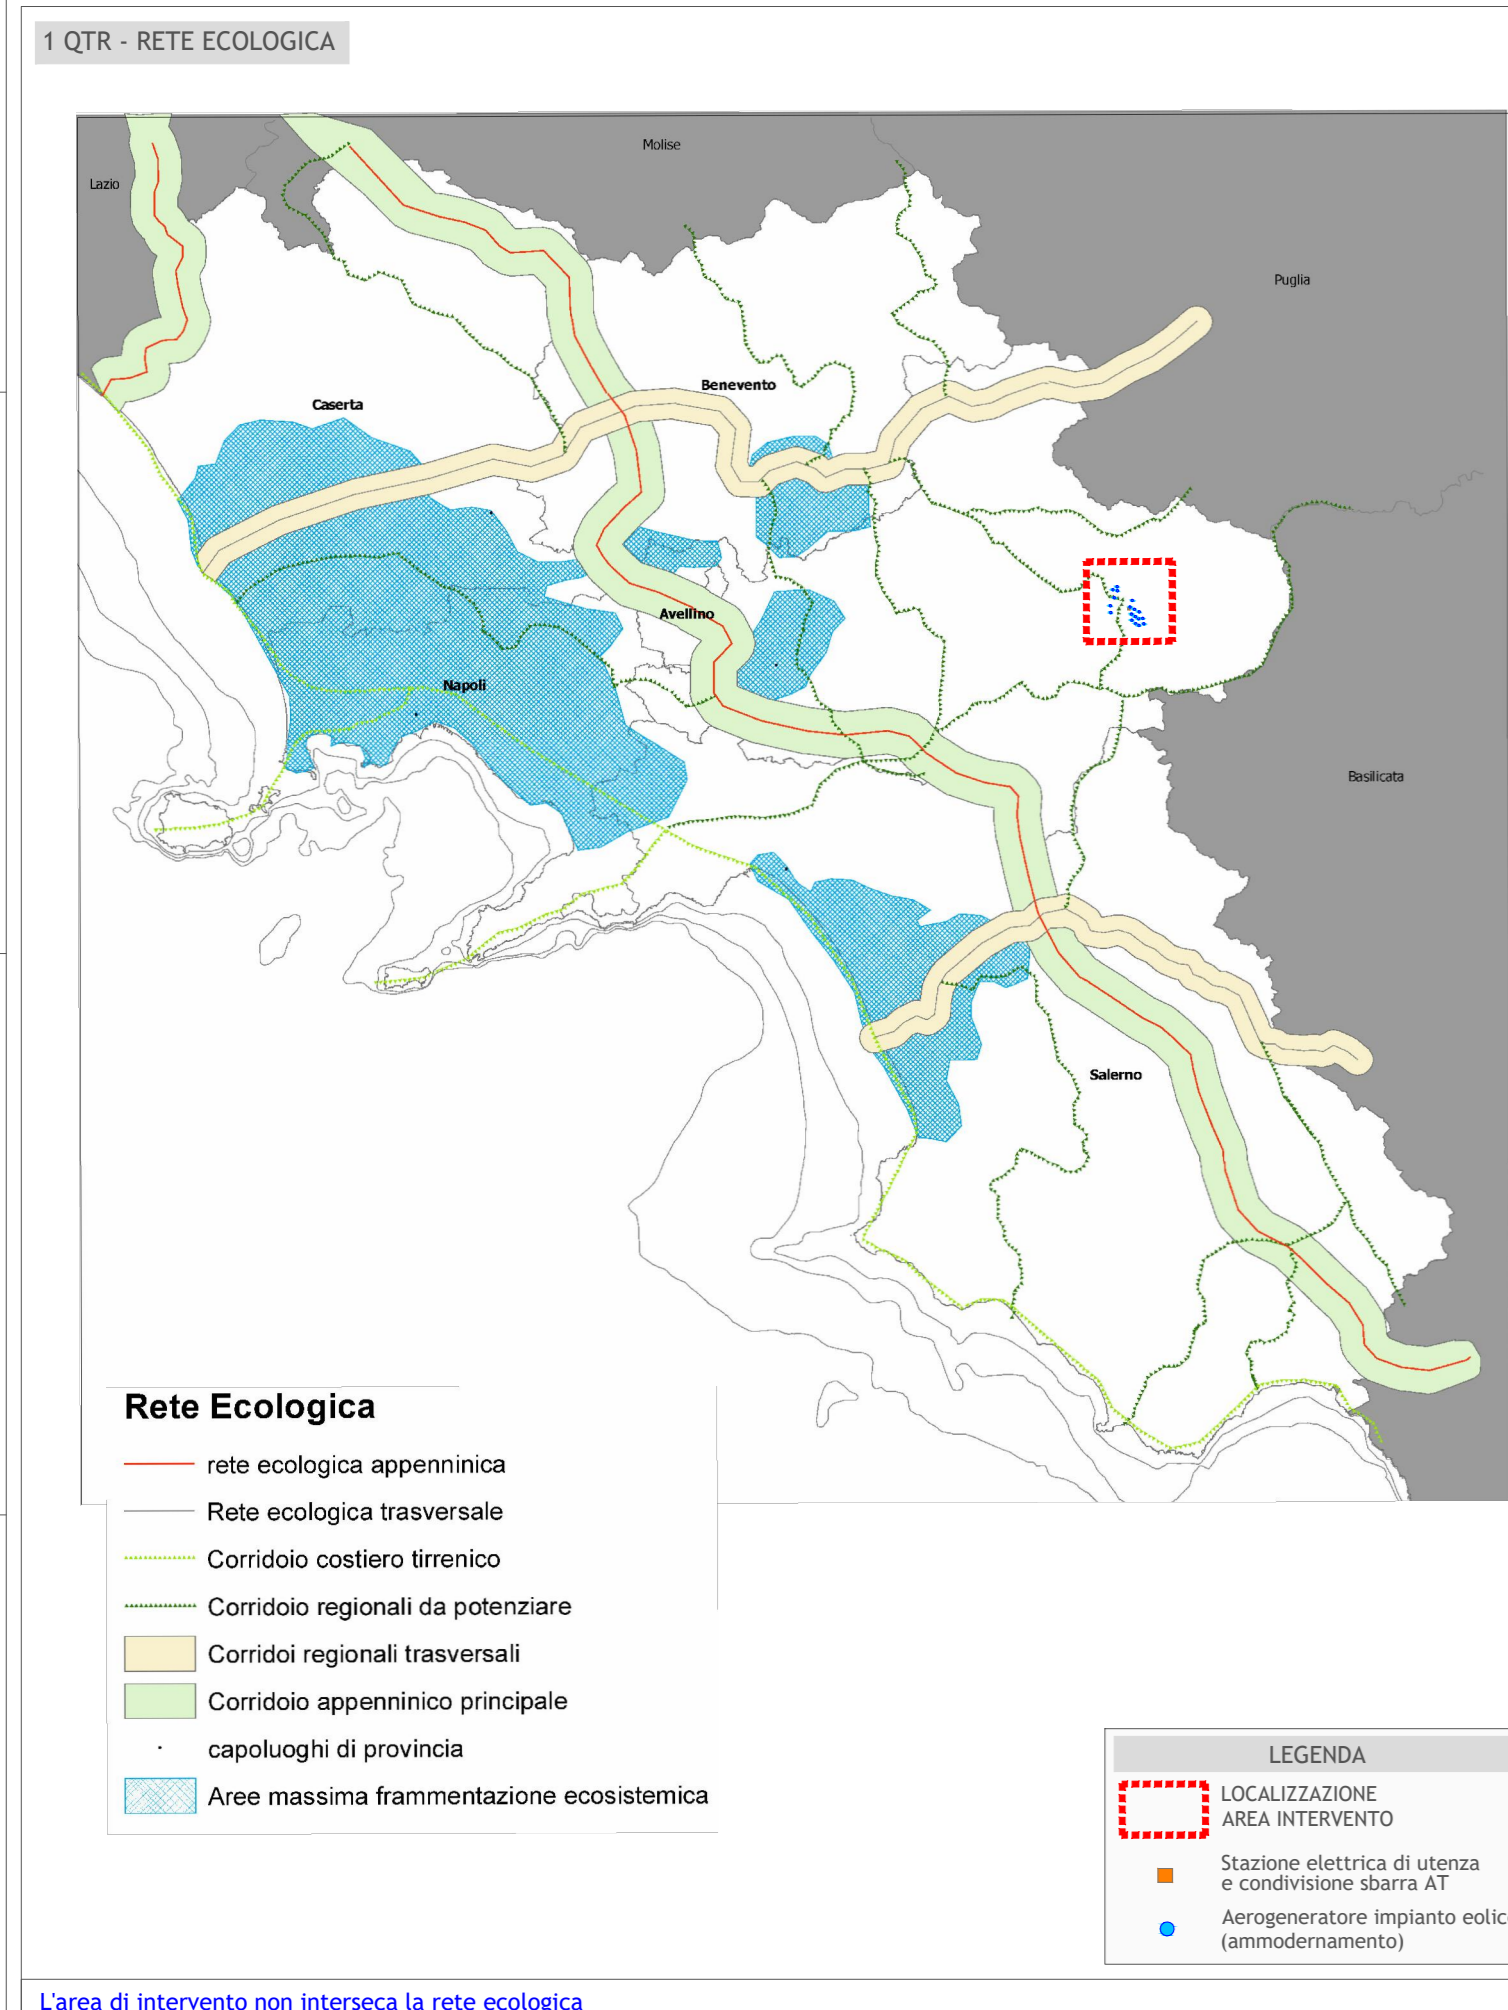 1 QTR - RETE ECOLOGICA
Molise
Lazio
Puglia
Benevento
Caserta
Avellino
Napoli
Basilicata
Salerno
Rete Ecologica
rete ecologica appenninica
Rete ecologica trasversale
Corridoio costiero tirrenico
Corridoio regionali da potenziare
Corridoi regionali trasversali
Corridoio appenninico principale
capoluoghi di provincia
Aree massima frammentazione ecosistemica
LEGENDA
LOCALIZZAZIONE
AREA INTERVENTO
Stazione elettrica di utenza
e condivisione sbarra AT
Aerogeneratore impianto eolic
(ammodernamento)
L'area di intervento non interseca la rete ecologica